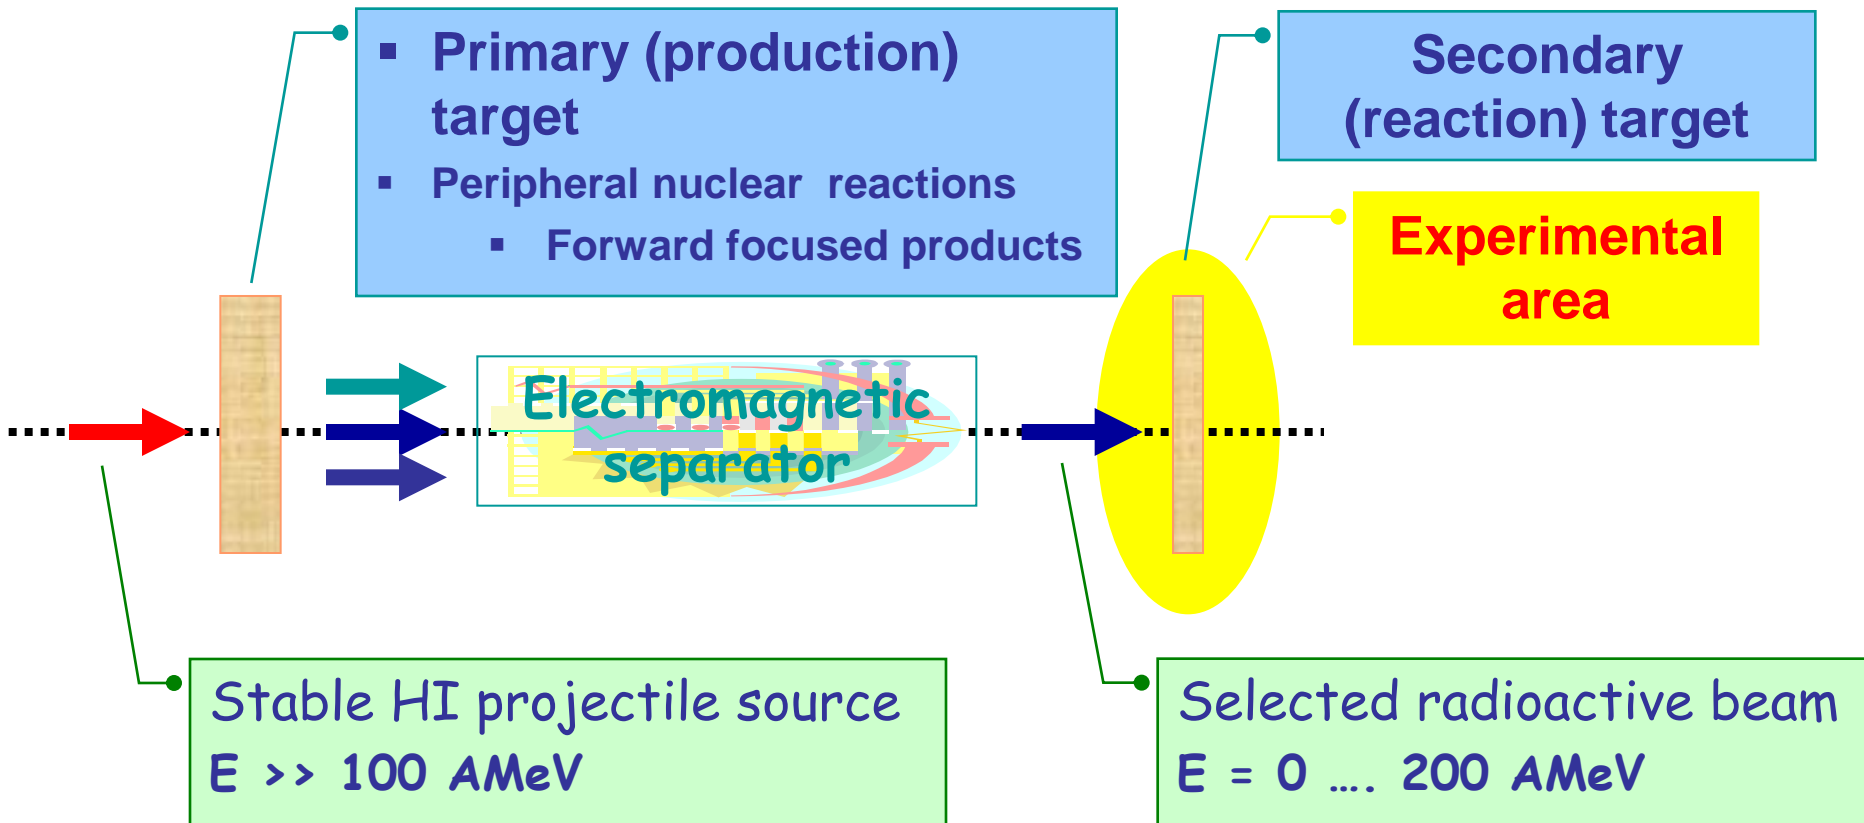 ▪ Primary (production)
target
▪ Peripheral nuclear reactions
▪ Forward focused products
Secondary
(reaction) target
Experimental
area
Electromagnetic
separator
Stable HI projectile source
E >> 100 AMeV
Selected radioactive beam
E = 0 .... 200 AMeV